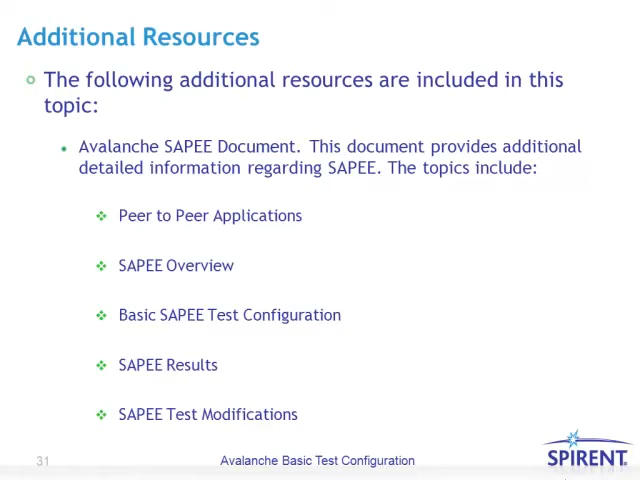 Additional Resources
The following additional resources are included in this
topic:
Avalanche SAPEE Document. This document provides additional
detailed information regarding SAPEE. The topics include:
Peer to Peer Applications
SAPEE Overview
Basic SAPEE Test Configuration
SAPEE Results
SAPEE Test Modifications
31
Avalanche Basic Test Configuration
SPIRENT